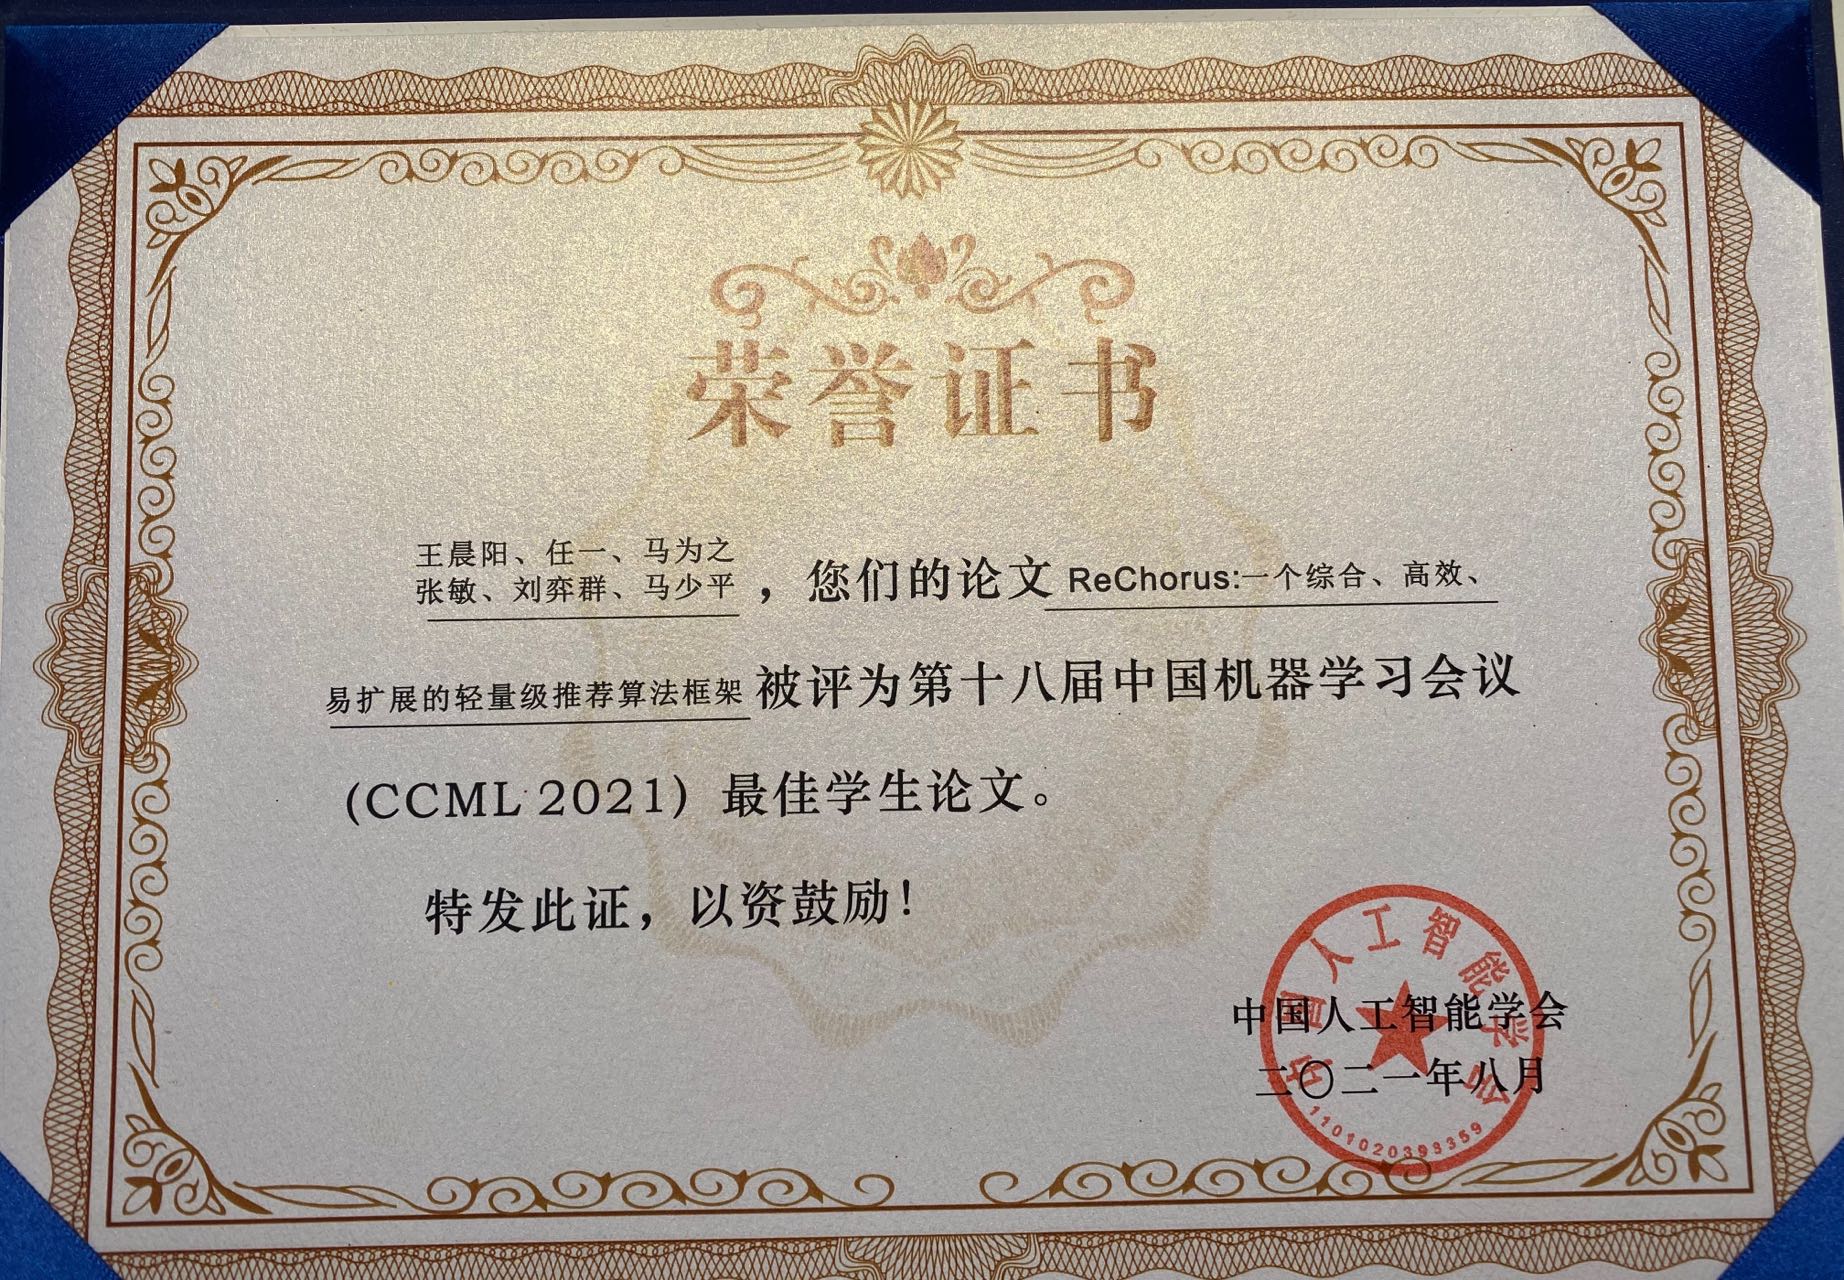 荣誉证书
王晨阳、任一、马为之
张敏、刘弈群、马少平，您们的论文 ReChorus:一个综合、高效、
易扩展的轻量级推荐算法框架 被评为第十八届中国机器学习会议
(CCML 2021) 最佳学生论文。
特发此证，以资鼓励！
中国人工智能学会
二〇二一年八月
中国人工智能学会
1101020393359